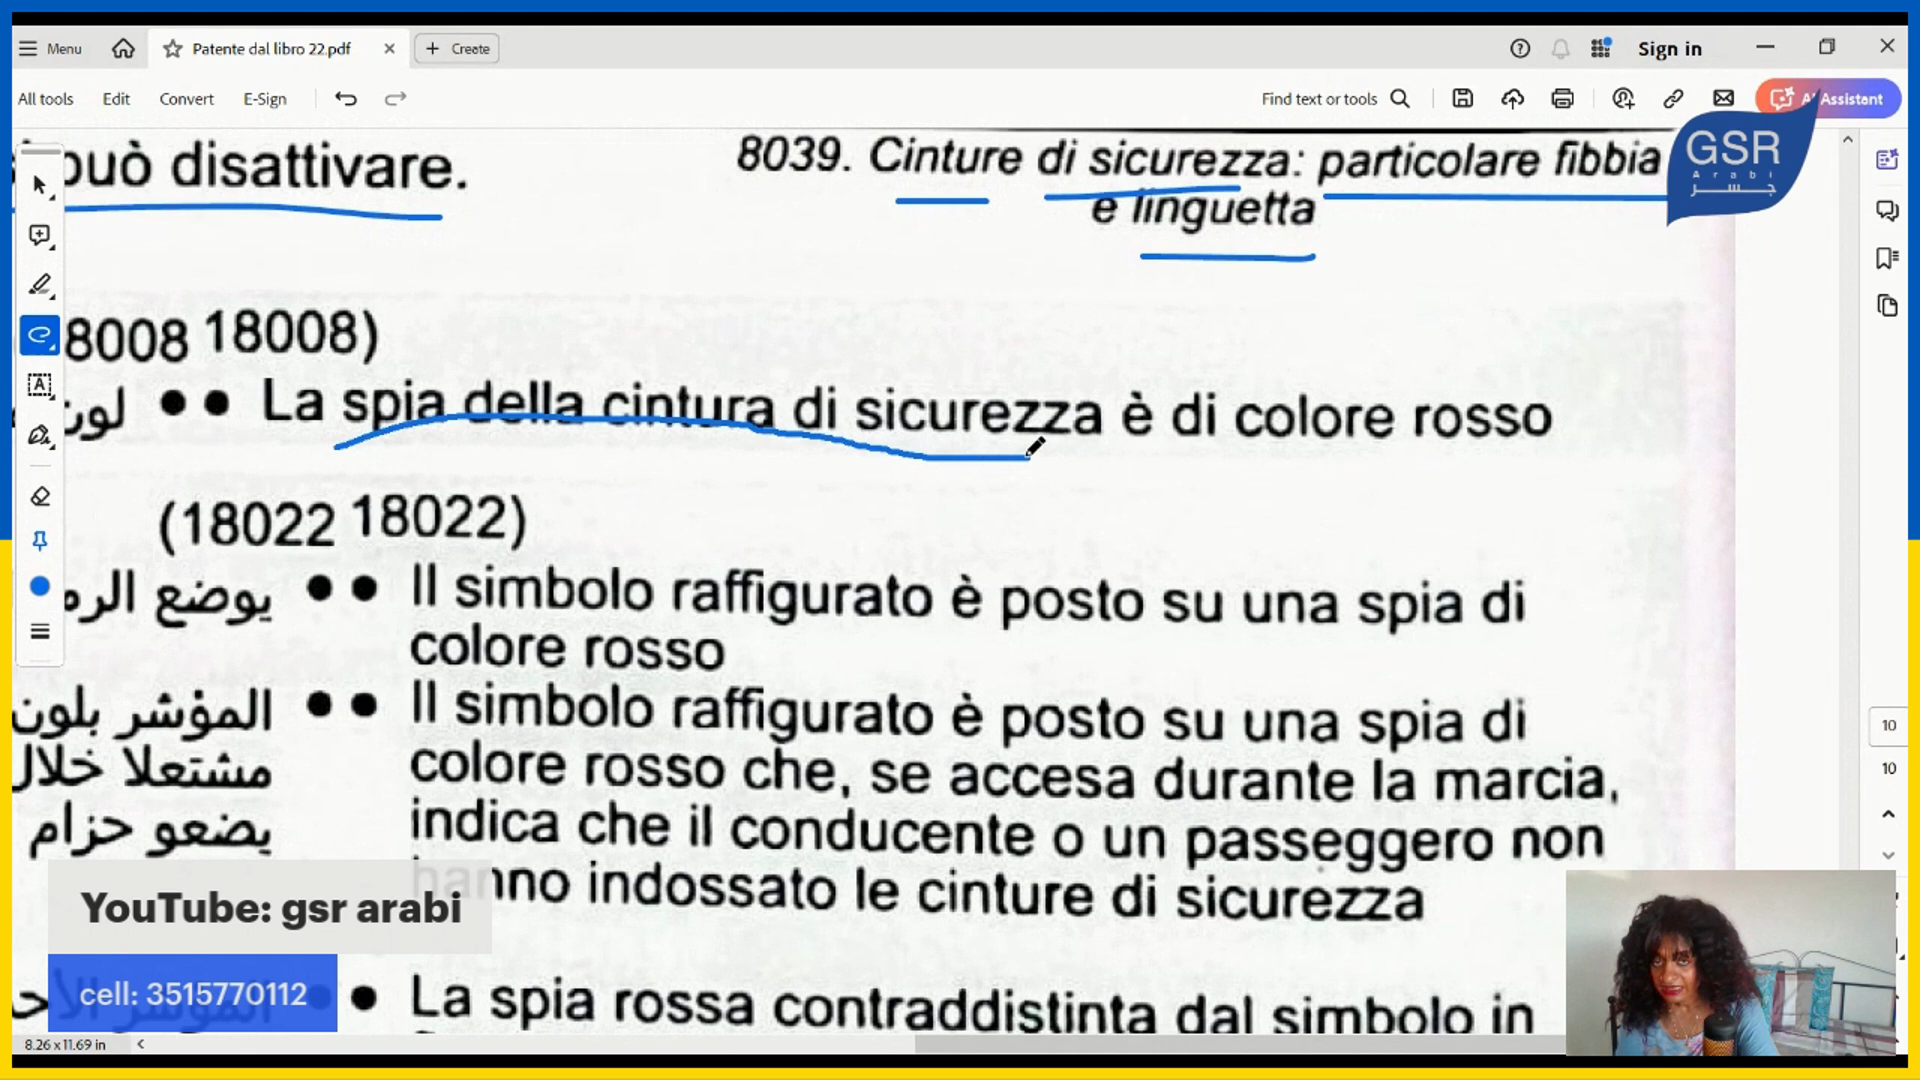 Menu
Patente dal libro 22.pdf
Create
Sign in
All tools
Edit
Convert
E-Sign
Find text or tools
Assistant
GSR
Arabi
può disattivare.
8039. Cinture di sicurezza: particolare fibbia
e linguetta
8008 18008)
La spia della cintura di sicurezza è di colore rosso
لون
(18022 18022)
Il simbolo raffigurato è posto su una spia di
colore rosso
يوضع الرم
Il simbolo raffigurato è posto su una spia di
colore rosso che, se accesa durante la marcia,
indica che il conducente o un passeggero non
hanno indossato le cinture di sicurezza
المؤشر بلون
مشتعلا خلال
يضعو حزام
La spia rossa contraddistinta dal simbolo in
YouTube: gsr arabi
cell: 3515770112
10
10
8.26 x 11.69 in